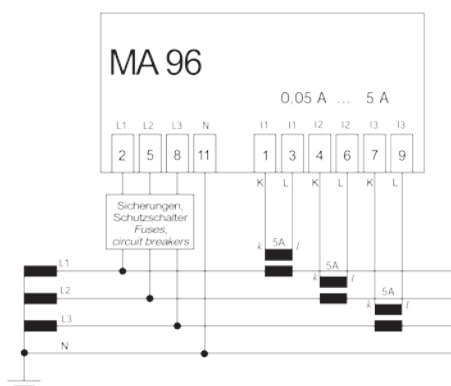 MA 96
0,05 A ... 5 A
L1 L2 L3 N I1 I1 I2 I2 I3 I3
2 5 8 11 1 3 4 6 7 9
K L K L K L
Sicherungen,
Schutzschalter
Fuses,
circuit breakers
k 5A l
L1
k 5A l
L2
k 5A l
L3
N